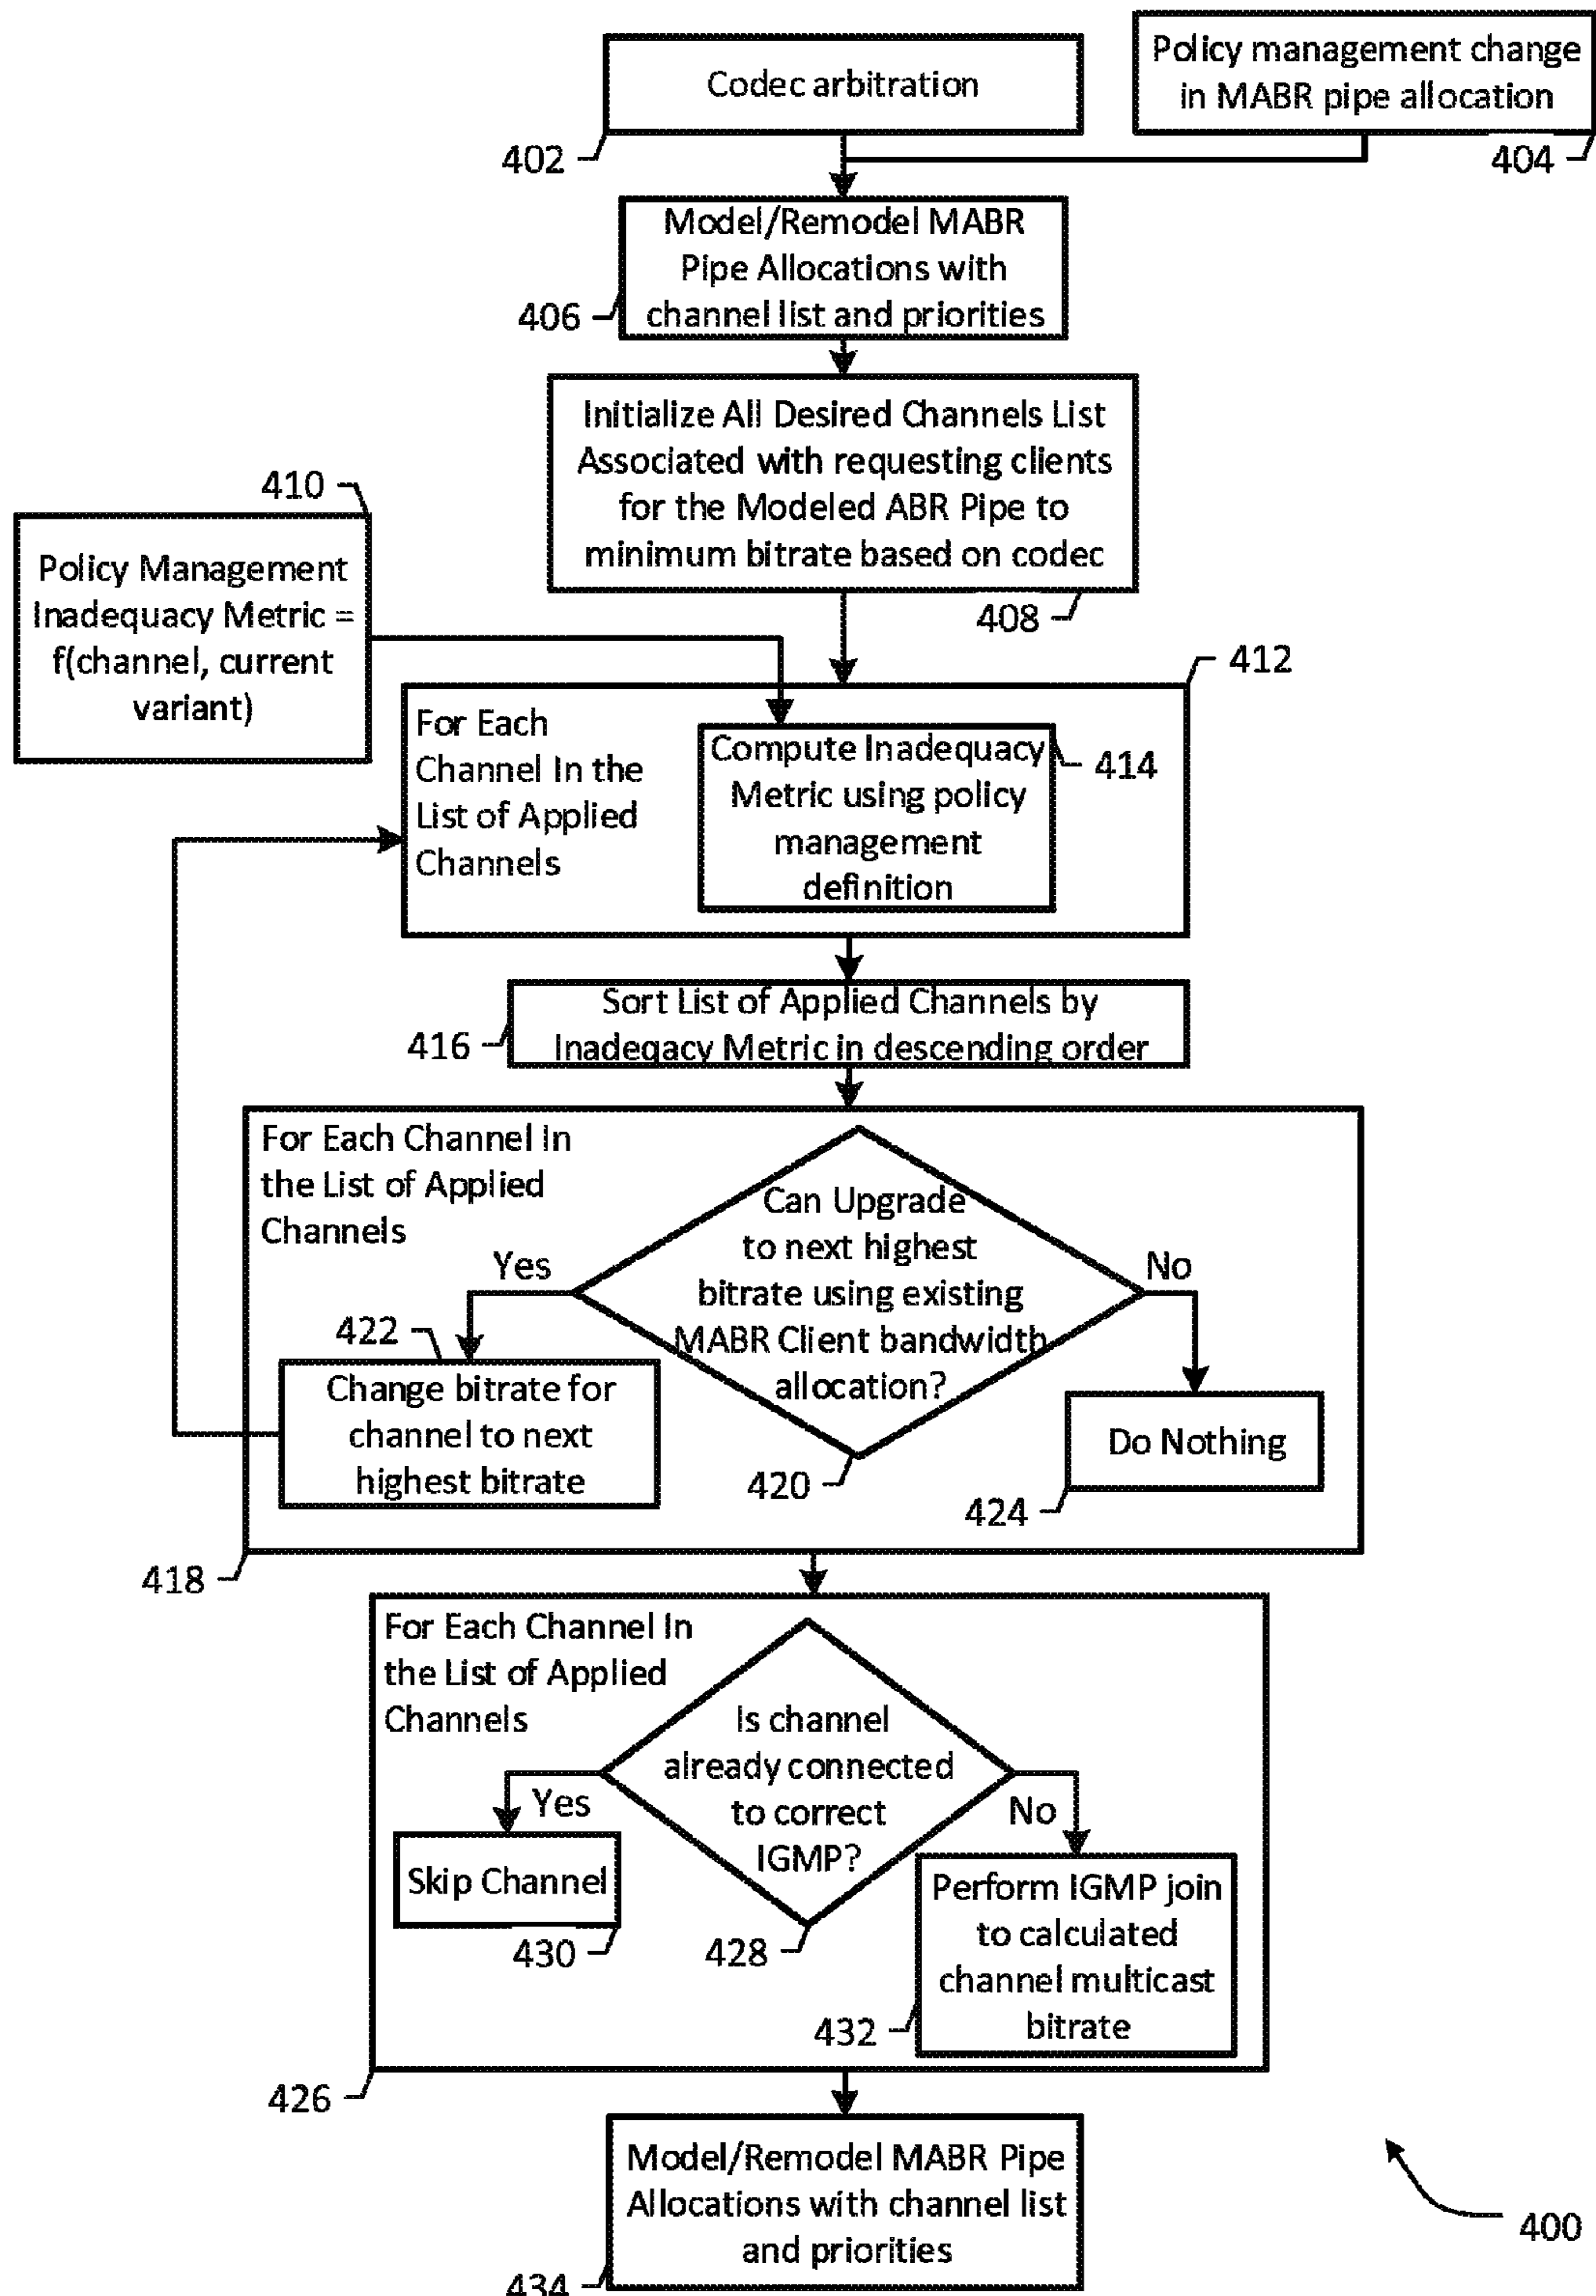 Codec arbitration
402
Policy management change
in MABR pipe allocation
404
Model/Remodel MABR
Pipe Allocations with
channel list and priorities
406
Initialize All Desired Channels List
Associated with requesting clients
for the Modeled ABR Pipe to
minimum bitrate based on codec
408
410
Policy Management
Inadequacy Metric =
f(channel, current
variant)
412
For Each
Channel In the
List of Applied
Channels
Compute Inadequacy
Metric using policy
management
definition
414
Sort List of Applied Channels by
Inadeqacy Metric in descending order
416
For Each Channel In
the List of Applied
Channels
Can Upgrade
to next highest
bitrate using existing
MABR Client bandwidth
allocation?
Yes
No
422
Change bitrate for
channel to next
highest bitrate
420
Do Nothing
424
418
For Each Channel In
the List of Applied
Channels
Is channel
already connected
to correct
IGMP?
Yes
No
Skip Channel
430
428
Perform IGMP join
to calculated
channel multicast
bitrate
432
426
Model/Remodel MABR Pipe
Allocations with channel list
and priorities
434
400